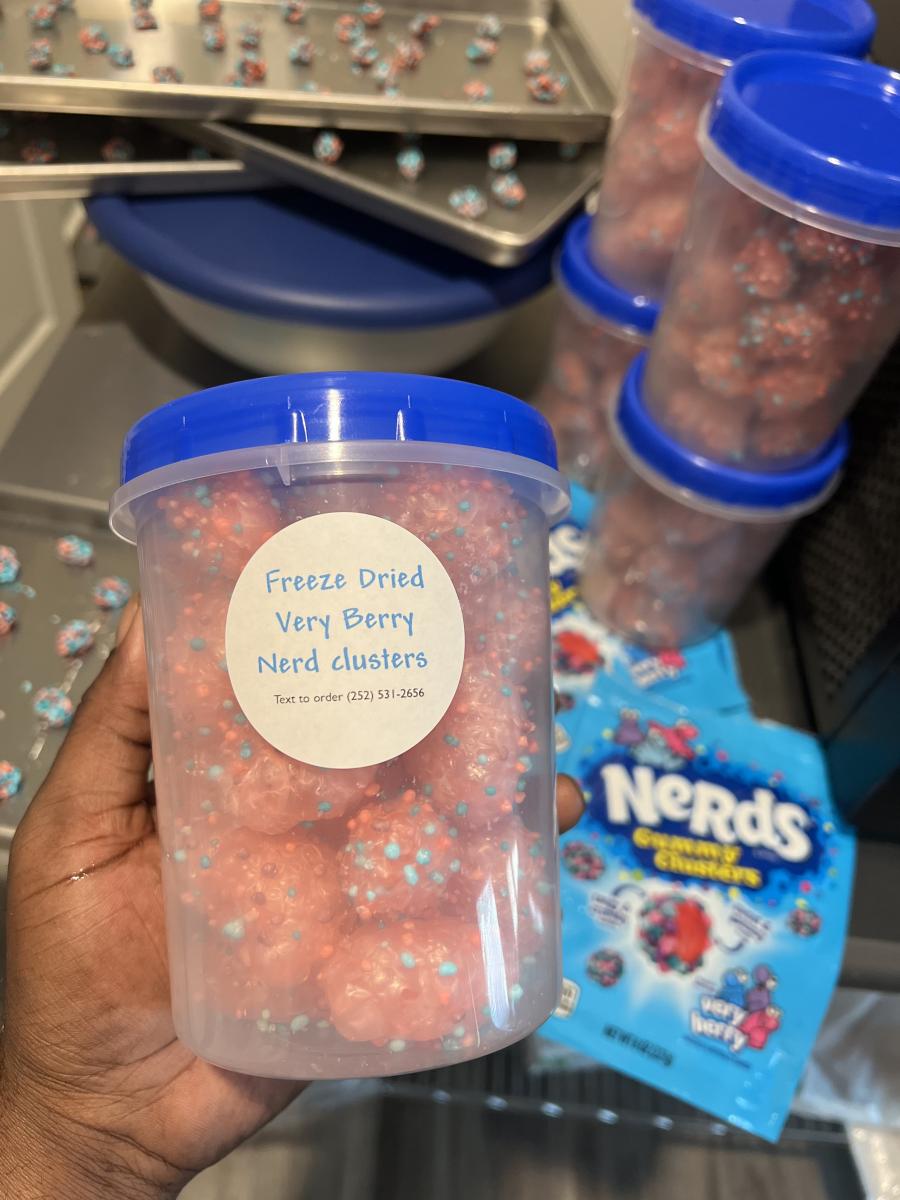 Freeze Dried
Very Berry
Nerd clusters
Text to order (252) 531-2656
NERDS
Gummy
Clusters
very
berry